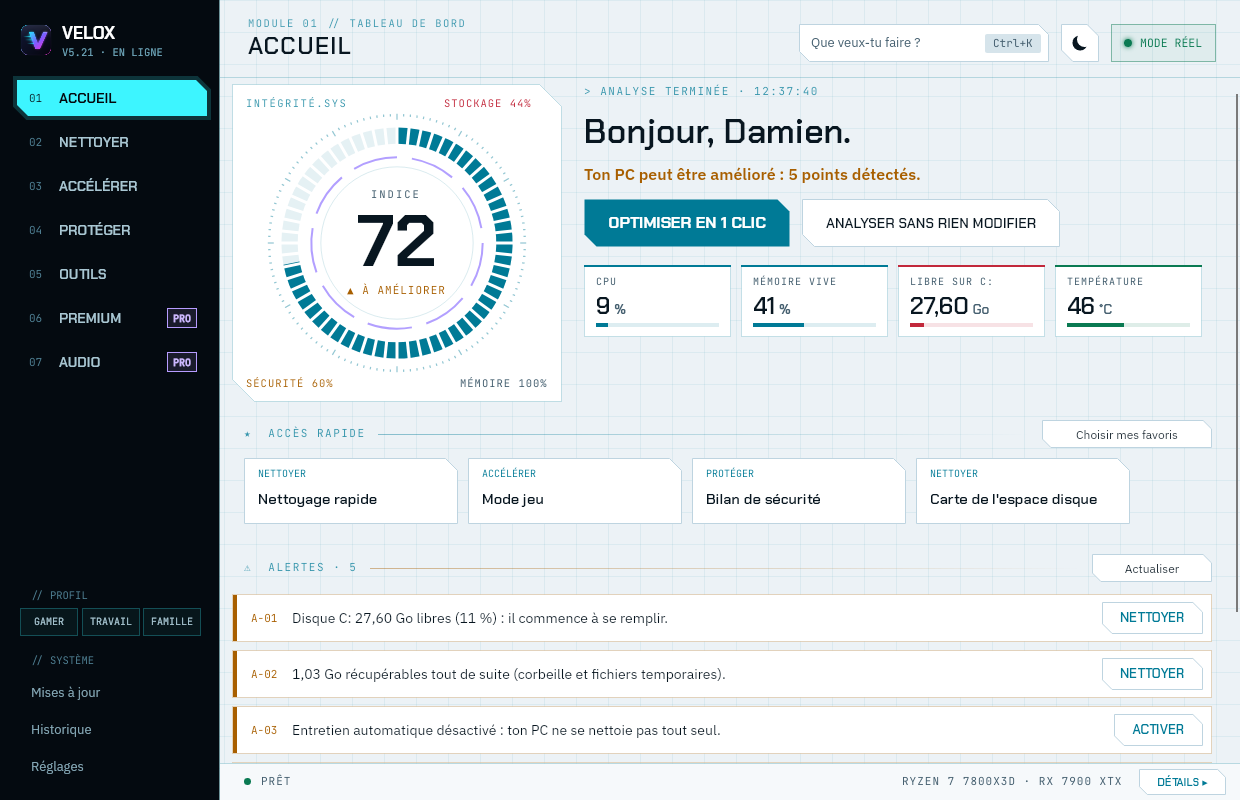 VELOX
V5.21 · EN LIGNE
01 ACCUEIL
02 NETTOYER
03 ACCÉLÉRER
04 PROTÉGER
05 OUTILS
06 PREMIUM PRO
07 AUDIO PRO
// PROFIL
GAMER TRAVAIL FAMILLE
// SYSTÈME
Mises à jour
Historique
Réglages
MODULE 01 // TABLEAU DE BORD
ACCUEIL
Que veux-tu faire ? Ctrl+K
MODE RÉEL
INTÉGRITÉ.SYS STOCKAGE 44%
INDICE
72
▲ À AMÉLIORER
SÉCURITÉ 60% MÉMOIRE 100%
> ANALYSE TERMINÉE · 12:37:40
Bonjour, Damien.
Ton PC peut être amélioré : 5 points détectés.
OPTIMISER EN 1 CLIC ANALYSER SANS RIEN MODIFIER
CPU
9 %
MÉMOIRE VIVE
41 %
LIBRE SUR C:
27,60 Go
TEMPÉRATURE
46 °C
★ ACCÈS RAPIDE
Choisir mes favoris
NETTOYER
Nettoyage rapide
ACCÉLÉRER
Mode jeu
PROTÉGER
Bilan de sécurité
NETTOYER
Carte de l'espace disque
⚠ ALERTES · 5
Actualiser
A-01 Disque C: 27,60 Go libres (11 %) : il commence à se remplir. NETTOYER
A-02 1,03 Go récupérables tout de suite (corbeille et fichiers temporaires). NETTOYER
A-03 Entretien automatique désactivé : ton PC ne se nettoie pas tout seul. ACTIVER
PRÊT
RYZEN 7 7800X3D · RX 7900 XTX
DÉTAILS ▸